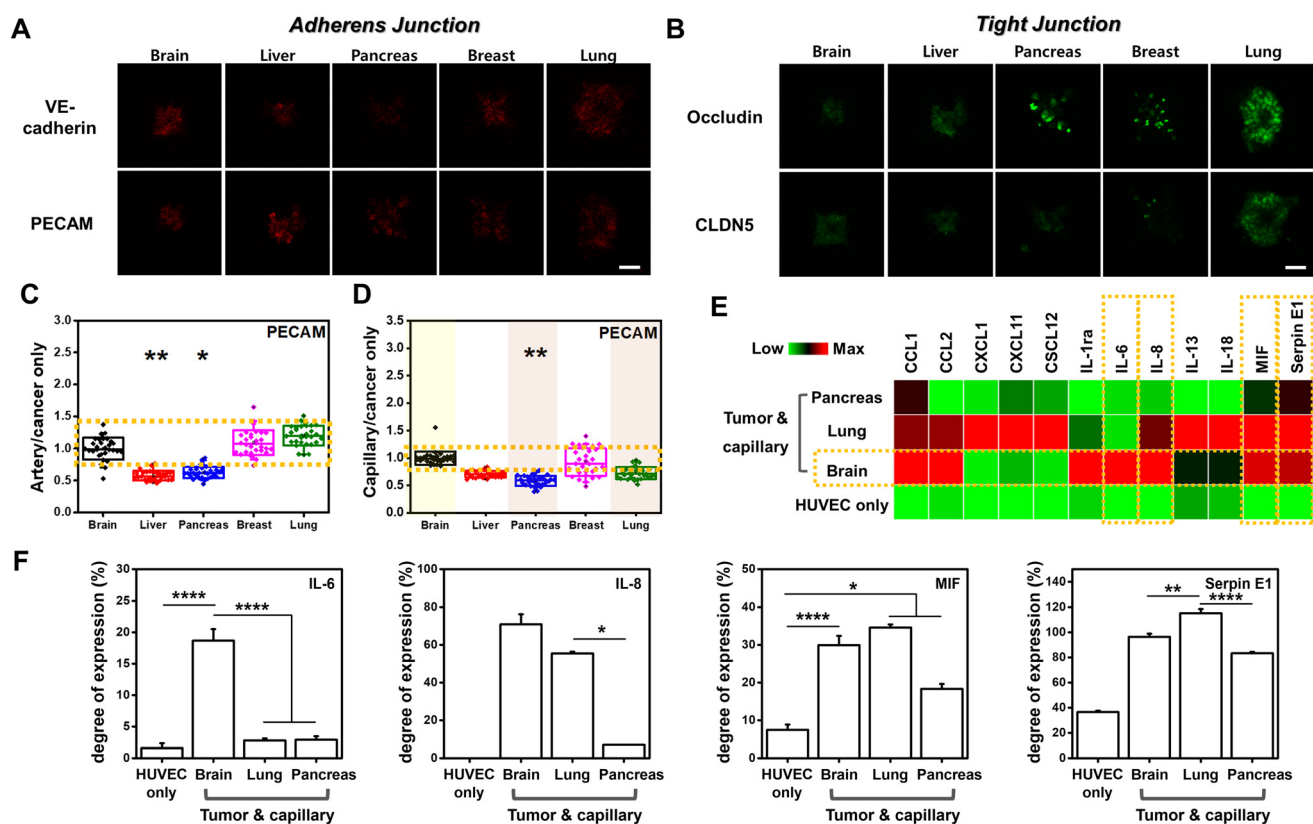 A
Adherens Junction
Brain Liver Pancreas Breast Lung
VE-
cadherin
PECAM
B
Tight Junction
Brain Liver Pancreas Breast Lung
Occludin
CLDN5
C
Artery/cancer only
3.0
2.5
2.0
1.5
1.0
0.5
0.0
PECAM
** *
Brain Liver Pancreas Breast Lung
D
Capillary/cancer only
3.0
2.5
2.0
1.5
1.0
0.5
0.0
PECAM
**
Brain Liver Pancreas Breast Lung
E
Low Max
CCL1 CCL2 CXCL1 CXCL11 CSCL12 IL-1ra IL-6 IL-8 IL-13 IL-18 MIF Serpin E1
Tumor &
capillary
Pancreas
Lung
Brain
HUVEC only
F
degree of expression (%)
30
25
20
15
10
5
0
IL-6
**** ****
HUVEC
only
Brain Lung Pancreas
Tumor & capillary
degree of expression (%)
100
80
60
40
20
0
IL-8
*
HUVEC
only
Brain Lung Pancreas
Tumor & capillary
degree of expression (%)
50
40
30
20
10
0
MIF
*
****
HUVEC
only
Brain Lung Pancreas
Tumor & capillary
degree of expression (%)
140
120
100
80
60
40
20
0
Serpin E1
** ****
HUVEC
only
Brain Lung Pancreas
Tumor & capillary